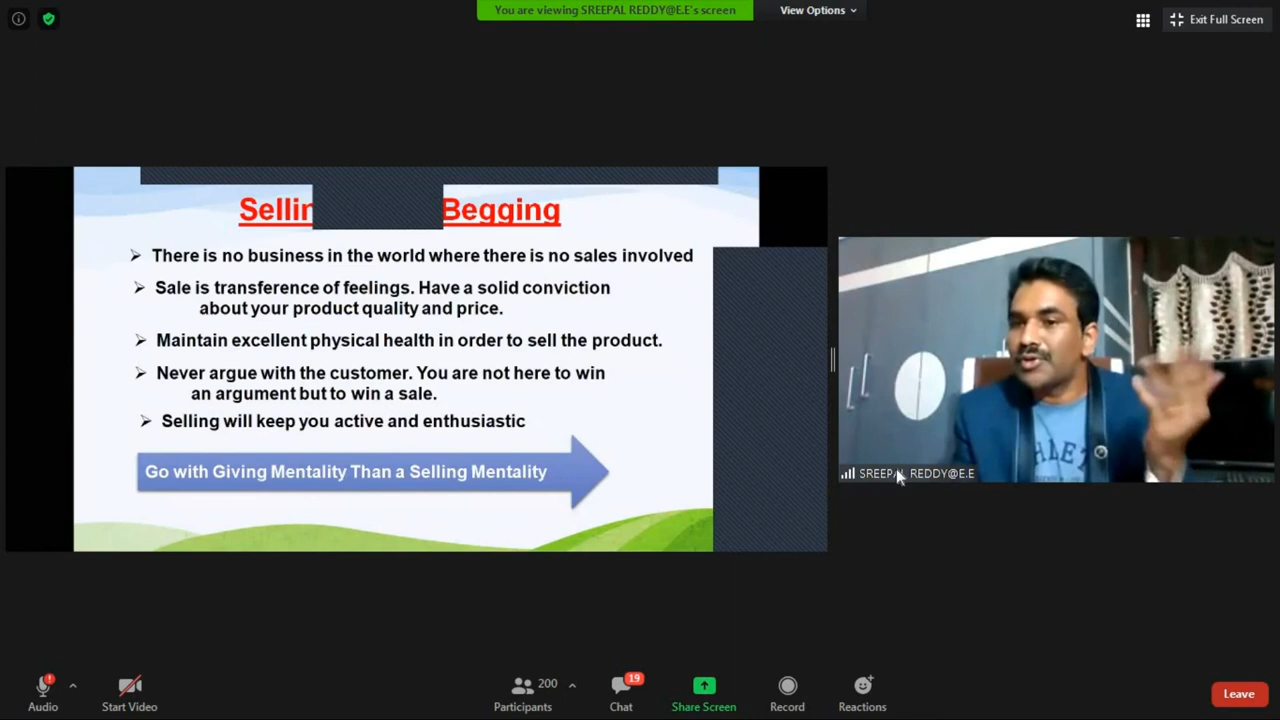 You are viewing SREEPAL REDDY@E.E's screen
View Options
Exit Full Screen
Begging
There is no business in the world where there is no sales involved
Sale is transference of feelings. Have a solid conviction
about your product quality and price.
Maintain excellent physical health in order to sell the product.
Never argue with the customer. You are not here to win
an argument but to win a sale.
Selling will keep you active and enthusiastic
Go with Giving Mentality Than a Selling Mentality
THLET
SREEPAL REDDY@E.E
Audio
Start Video
200
Participants
19
Chat
Share Screen
Record
Reactions
Leave